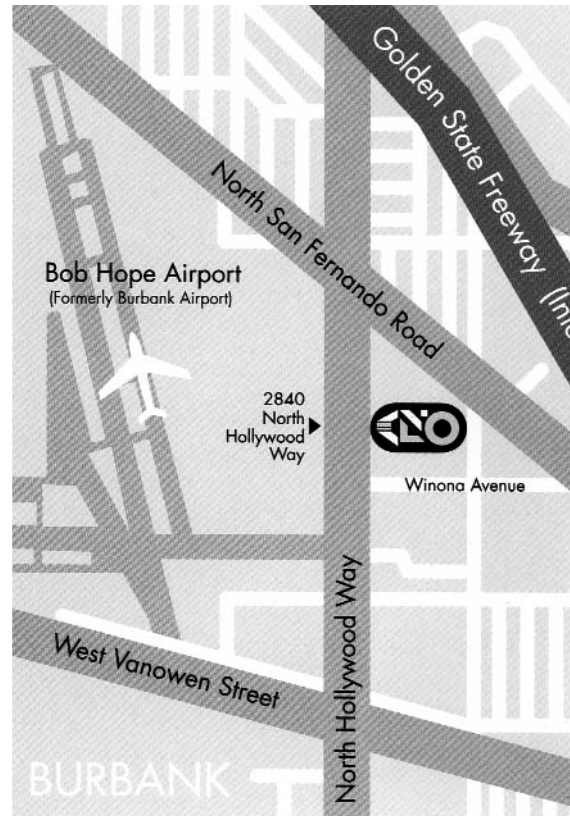 Golden State Freeway (Inte
North San Fernando Road
Bob Hope Airport
(Formerly Burbank Airport)
2840
North
Hollywood
Way
Winona Avenue
North Hollywood Way
West Vanowen Street
BURBANK